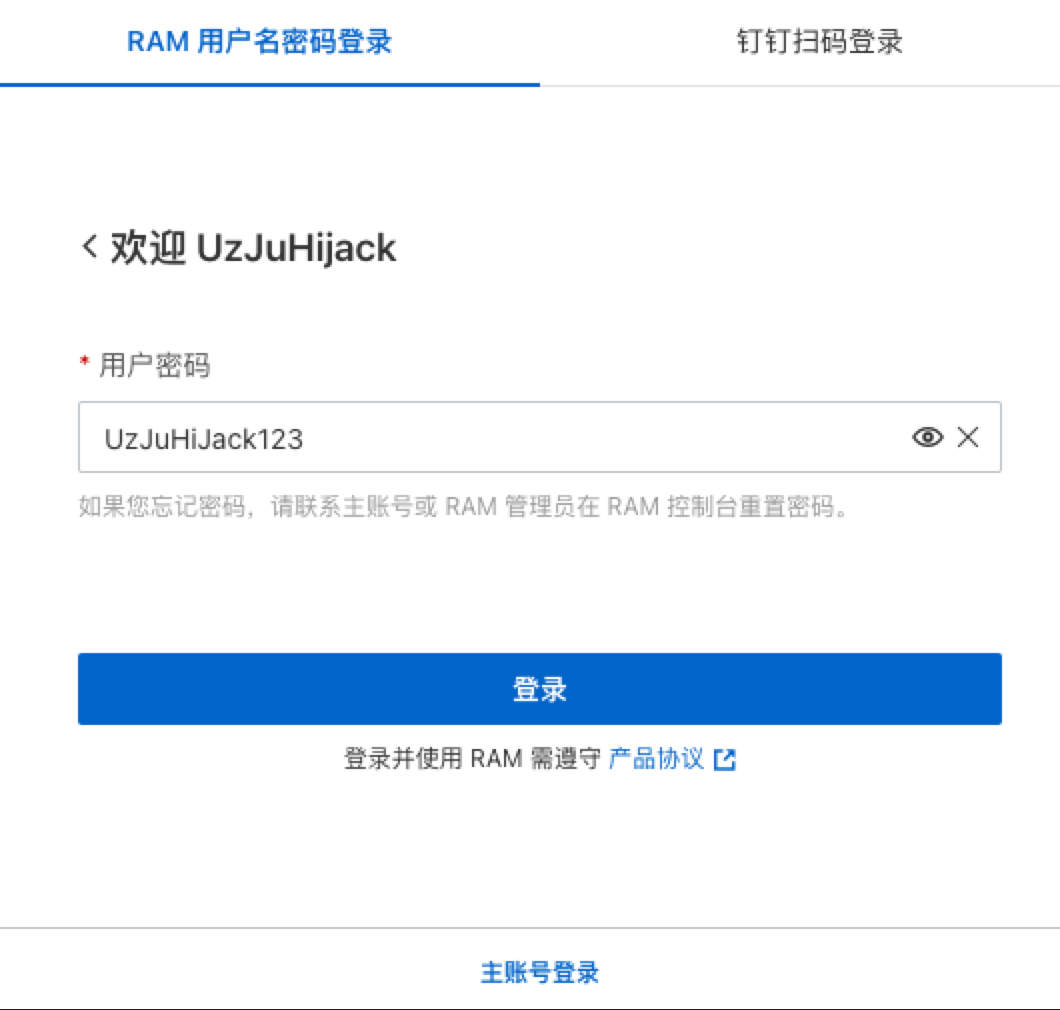 RAM 用户名密码登录
钉钉扫码登录
欢迎 UzJuHijack
* 用户密码
UzJuHiJack123
如果您忘记密码，请联系主账号或 RAM 管理员在 RAM 控制台重置密码。
登录
登录并使用 RAM 需遵守 产品协议
主账号登录